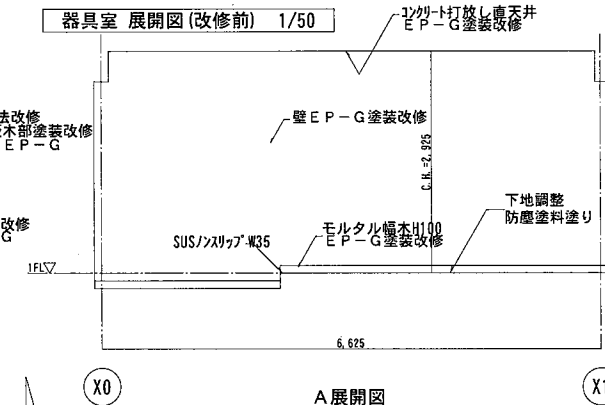 器具室 展開図(改修前) 1/50
コンクリート打放し直天井
EP-G塗装改修
法改修
木部塗装改修
EP-G
壁EP-G塗装改修
C.H.=2,925
改修
G
下地調整
防塵塗料塗り
モルタル幅木H100
EP-G塗装改修
SUSノンスリップ W35
1FL
6,625
X0
A展開図
X1